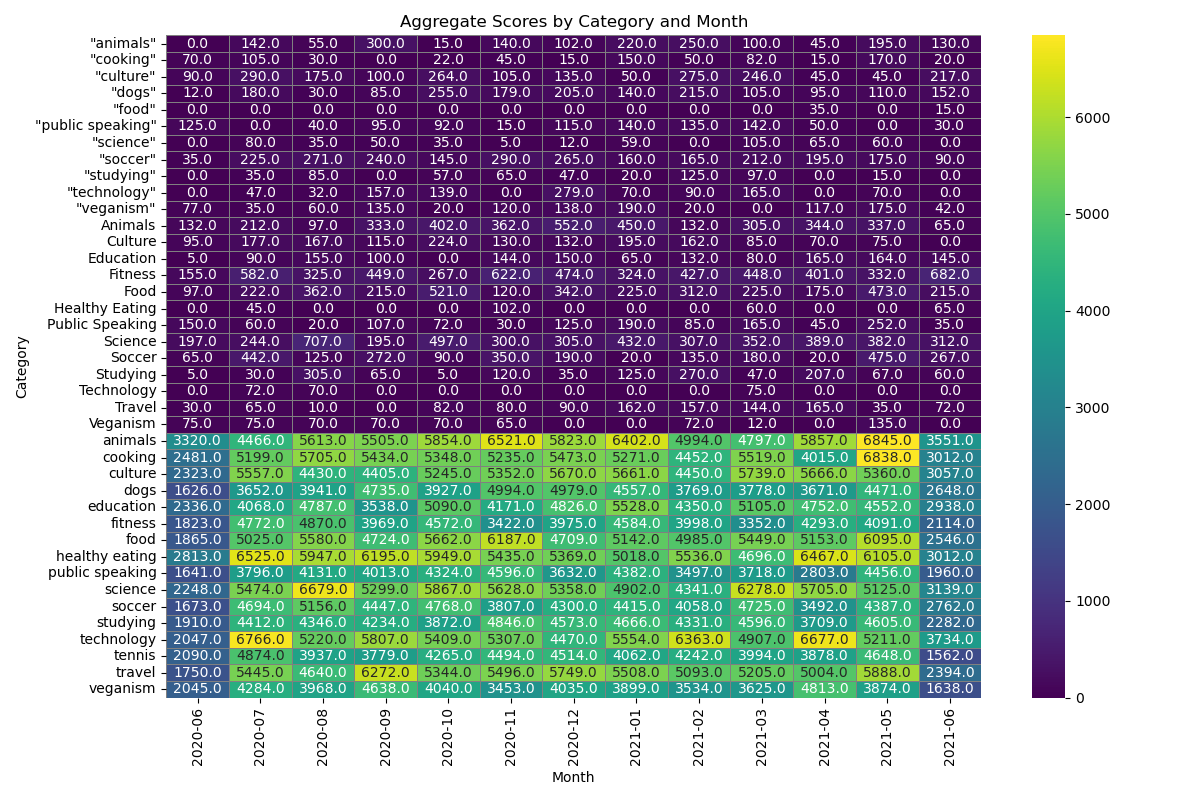 Aggregate Scores by Category and Month
"animals" 0.0 142.0 55.0 300.0 15.0 140.0 102.0 220.0 250.0 100.0 45.0 195.0 130.0
"cooking" 70.0 105.0 30.0 0.0 22.0 45.0 15.0 150.0 50.0 82.0 15.0 170.0 20.0
"culture" 90.0 290.0 175.0 100.0 264.0 105.0 135.0 50.0 275.0 246.0 45.0 45.0 217.0
"dogs" 12.0 180.0 30.0 85.0 255.0 179.0 205.0 140.0 215.0 105.0 95.0 110.0 152.0
"food" 0.0 0.0 0.0 0.0 0.0 0.0 0.0 0.0 0.0 0.0 35.0 0.0 15.0
"public speaking" 125.0 0.0 40.0 95.0 92.0 15.0 115.0 140.0 135.0 142.0 50.0 0.0 30.0
"science" 0.0 80.0 35.0 50.0 35.0 5.0 12.0 59.0 0.0 105.0 65.0 60.0 0.0
"soccer" 35.0 225.0 271.0 240.0 145.0 290.0 265.0 160.0 165.0 212.0 195.0 175.0 90.0
"studying" 0.0 35.0 85.0 0.0 57.0 65.0 47.0 20.0 125.0 97.0 0.0 15.0 0.0
"technology" 0.0 47.0 32.0 157.0 139.0 0.0 279.0 70.0 90.0 165.0 0.0 70.0 0.0
"veganism" 77.0 35.0 60.0 135.0 20.0 120.0 138.0 190.0 20.0 0.0 117.0 175.0 42.0
Animals 132.0 212.0 97.0 333.0 402.0 362.0 552.0 450.0 132.0 305.0 344.0 337.0 65.0
Culture 95.0 177.0 167.0 115.0 224.0 130.0 132.0 195.0 162.0 85.0 70.0 75.0 0.0
Education 5.0 90.0 155.0 100.0 0.0 144.0 150.0 65.0 132.0 80.0 165.0 164.0 145.0
Fitness 155.0 582.0 325.0 449.0 267.0 622.0 474.0 324.0 427.0 448.0 401.0 332.0 682.0
Food 97.0 222.0 362.0 215.0 521.0 120.0 342.0 225.0 312.0 225.0 175.0 473.0 215.0
Healthy Eating 0.0 45.0 0.0 0.0 0.0 102.0 0.0 0.0 0.0 60.0 0.0 0.0 65.0
Public Speaking 150.0 60.0 20.0 107.0 72.0 30.0 125.0 190.0 85.0 165.0 45.0 252.0 35.0
Science 197.0 244.0 707.0 195.0 497.0 300.0 305.0 432.0 307.0 352.0 389.0 382.0 312.0
Soccer 65.0 442.0 125.0 272.0 90.0 350.0 190.0 20.0 135.0 180.0 20.0 475.0 267.0
Studying 5.0 30.0 305.0 65.0 5.0 120.0 35.0 125.0 270.0 47.0 207.0 67.0 60.0
Technology 0.0 72.0 70.0 0.0 0.0 0.0 0.0 0.0 0.0 75.0 0.0 0.0 0.0
Travel 30.0 65.0 10.0 0.0 82.0 80.0 90.0 162.0 157.0 144.0 165.0 35.0 72.0
Veganism 75.0 75.0 70.0 70.0 70.0 65.0 0.0 0.0 72.0 12.0 0.0 135.0 0.0
animals 3320.0 4466.0 5613.0 5505.0 5854.0 6521.0 5823.0 6402.0 4994.0 4797.0 5857.0 6845.0 3551.0
cooking 2481.0 5199.0 5705.0 5434.0 5348.0 5235.0 5473.0 5271.0 4452.0 5519.0 4015.0 6838.0 3012.0
culture 2323.0 5557.0 4430.0 4405.0 5245.0 5352.0 5670.0 5661.0 4450.0 5739.0 5666.0 5360.0 3057.0
dogs 1626.0 3652.0 3941.0 4735.0 3927.0 4994.0 4979.0 4557.0 3769.0 3778.0 3671.0 4471.0 2648.0
education 2336.0 4068.0 4787.0 3538.0 5090.0 4171.0 4826.0 5528.0 4350.0 5105.0 4752.0 4552.0 2938.0
fitness 1823.0 4772.0 4870.0 3969.0 4572.0 3422.0 3975.0 4584.0 3998.0 3352.0 4293.0 4091.0 2114.0
food 1865.0 5025.0 5580.0 4724.0 5662.0 6187.0 4709.0 5142.0 4985.0 5449.0 5153.0 6095.0 2546.0
healthy eating 2813.0 6525.0 5947.0 6195.0 5949.0 5435.0 5369.0 5018.0 5536.0 4696.0 6467.0 6105.0 3012.0
public speaking 1641.0 3796.0 4131.0 4013.0 4324.0 4596.0 3632.0 4382.0 3497.0 3718.0 2803.0 4456.0 1960.0
science 2248.0 5474.0 6679.0 5299.0 5867.0 5628.0 5358.0 4902.0 4341.0 6278.0 5705.0 5125.0 3139.0
soccer 1673.0 4694.0 5156.0 4447.0 4768.0 3807.0 4300.0 4415.0 4058.0 4725.0 3492.0 4387.0 2762.0
studying 1910.0 4412.0 4346.0 4234.0 3872.0 4846.0 4573.0 4666.0 4331.0 4596.0 3709.0 4605.0 2282.0
technology 2047.0 6766.0 5220.0 5807.0 5409.0 5307.0 4470.0 5554.0 6363.0 4907.0 6677.0 5211.0 3734.0
tennis 2090.0 4874.0 3937.0 3779.0 4265.0 4494.0 4514.0 4062.0 4242.0 3994.0 3878.0 4648.0 1562.0
travel 1750.0 5445.0 4640.0 6272.0 5344.0 5496.0 5749.0 5508.0 5093.0 5205.0 5004.0 5888.0 2394.0
veganism 2045.0 4284.0 3968.0 4638.0 4040.0 3453.0 4035.0 3899.0 3534.0 3625.0 4813.0 3874.0 1638.0
2020-06 2020-07 2020-08 2020-09 2020-10 2020-11 2020-12 2021-01 2021-02 2021-03 2021-04 2021-05 2021-06
Month
Category
6000
5000
4000
3000
2000
1000
0